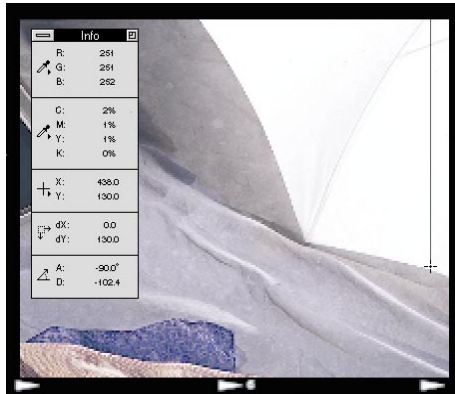 Info
R: 251
G: 251
B: 252
C: 2%
M: 1%
Y: 1%
K: 0%
X: 438.0
Y: 130.0
dX: 0.0
dY: 130.0
A: -90.0°
D: -102.4